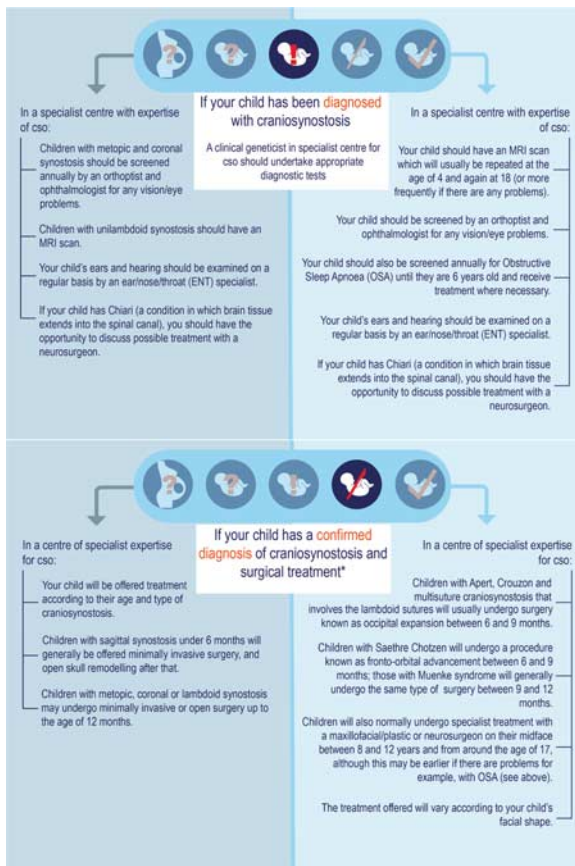 If your child has been diagnosed
with craniosynostosis
A clinical geneticist in specialist centre for
cso should undertake appropriate
diagnostic tests
In a specialist centre with expertise
of cso:
Children with metopic and coronal
synostosis should be screened
annually by an orthoptist and
ophthalmologist for any vision/eye
problems.
Children with unilambdoid synostosis should have an
MRI scan.
Your child's ears and hearing should be examined on a
regular basis by an ear/nose/throat (ENT) specialist.
If your child has Chiari (a condition in which brain tissue
extends into the spinal canal), you should have the
opportunity to discuss possible treatment with a
neurosurgeon.
In a specialist centre with expertise
of cso:
Your child should have an MRI scan
which will usually be repeated at the
age of 4 and again at 18 (or more
frequently if there are any problems).
Your child should be screened by an orthoptist and
ophthalmologist for any vision/eye problems.
Your child should also be screened annually for Obstructive
Sleep Apnoea (OSA) until they are 6 years old and receive
treatment where necessary.
Your child's ears and hearing should be examined on a
regular basis by an ear/nose/throat (ENT) specialist.
If your child has Chiari (a condition in which brain tissue
extends into the spinal canal), you should have the
opportunity to discuss possible treatment with a
neurosurgeon.
If your child has a confirmed
diagnosis of craniosynostosis and
surgical treatment*
In a centre of specialist expertise
for cso:
Your child will be offered treatment
according to their age and type of
craniosynostosis.
Children with sagittal synostosis under 6 months will
generally be offered minimally invasive surgery, and
open skull remodelling after that.
Children with metopic, coronal or lambdoid synostosis
may undergo minimally invasive or open surgery up to
the age of 12 months.
In a centre of specialist expertise
for cso:
Children with Apert, Crouzon and
multisuture craniosynostosis that
involves the lambdoid sutures will usually undergo surgery
known as occipital expansion between 6 and 9 months.
Children with Saethre Chotzen will undergo a procedure
known as fronto-orbital advancement between 6 and 9
months; those with Muenke syndrome will generally
undergo the same type of surgery between 9 and 12
months.
Children will also normally undergo specialist treatment with
a maxillofacial/plastic or neurosurgeon on their midface
between 8 and 12 years and from around the age of 17,
although this may be earlier if there are problems for
example, with OSA (see above).
The treatment offered will vary according to your child's
facial shape.